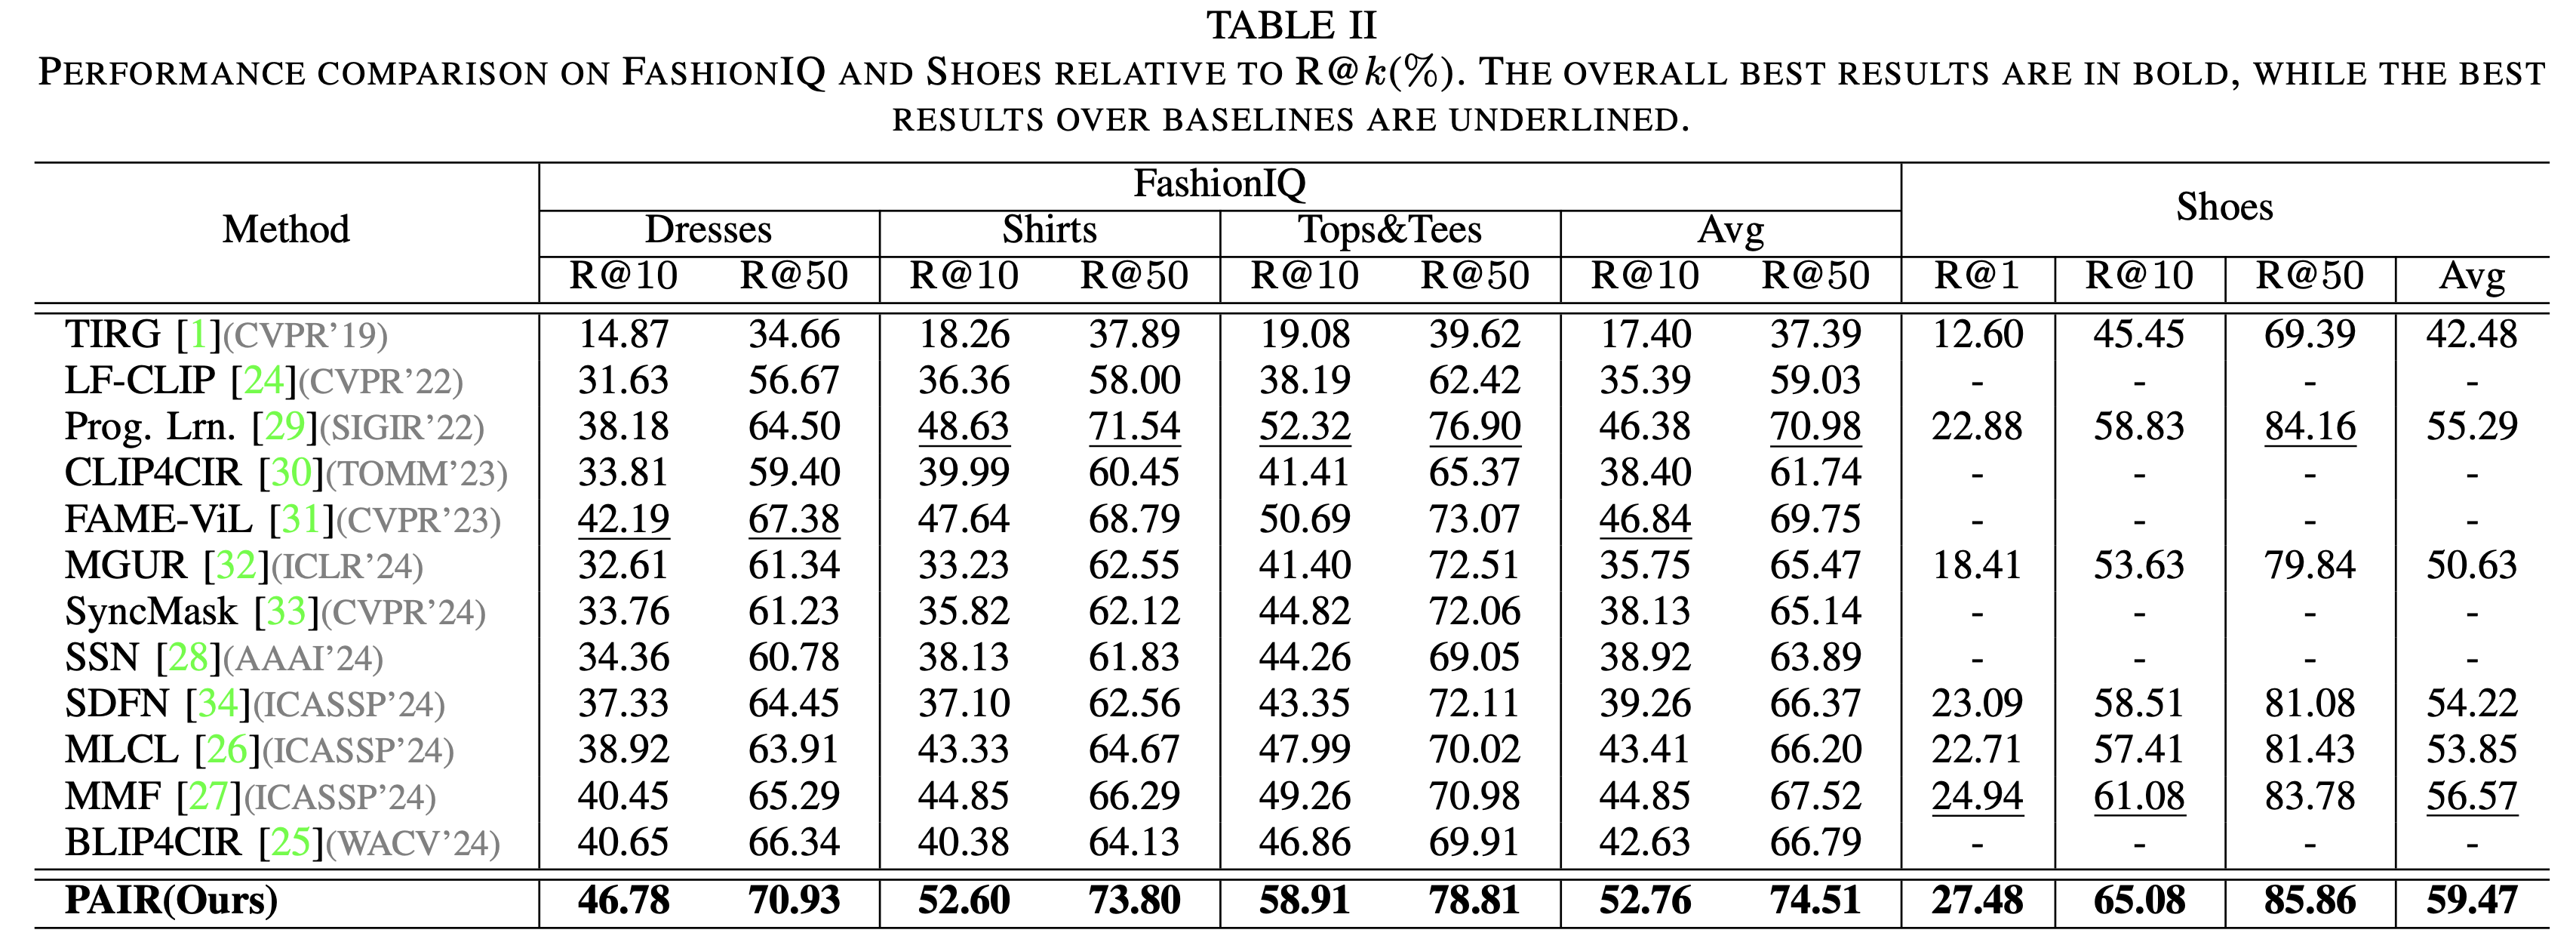 TABLE II
PERFORMANCE COMPARISON ON FASHIONIQ AND SHOES RELATIVE TO R@k(%). THE OVERALL BEST RESULTS ARE IN BOLD, WHILE THE BEST
RESULTS OVER BASELINES ARE UNDERLINED.
Method FashionIQ Shoes
Dresses Shirts Tops&Tees Avg
R@10 R@50 R@10 R@50 R@10 R@50 R@10 R@50 R@1 R@10 R@50 Avg
TIRG [1](CVPR'19) 14.87 34.66 18.26 37.89 19.08 39.62 17.40 37.39 12.60 45.45 69.39 42.48
LF-CLIP [24](CVPR'22) 31.63 56.67 36.36 58.00 38.19 62.42 35.39 59.03 - - - -
Prog. Lrn. [29](SIGIR'22) 38.18 64.50 48.63 71.54 52.32 76.90 46.38 70.98 22.88 58.83 84.16 55.29
CLIP4CIR [30](TOMM'23) 33.81 59.40 39.99 60.45 41.41 65.37 38.40 61.74 - - - -
FAME-ViL [31](CVPR'23) 42.19 67.38 47.64 68.79 50.69 73.07 46.84 69.75 - - - -
MGUR [32](ICLR'24) 32.61 61.34 33.23 62.55 41.40 72.51 35.75 65.47 18.41 53.63 79.84 50.63
SyncMask [33](CVPR'24) 33.76 61.23 35.82 62.12 44.82 72.06 38.13 65.14 - - - -
SSN [28](AAAI'24) 34.36 60.78 38.13 61.83 44.26 69.05 38.92 63.89 - - - -
SDFN [34](ICASSP'24) 37.33 64.45 37.10 62.56 43.35 72.11 39.26 66.37 23.09 58.51 81.08 54.22
MLCL [26](ICASSP'24) 38.92 63.91 43.33 64.67 47.99 70.02 43.41 66.20 22.71 57.41 81.43 53.85
MMF [27](ICASSP'24) 40.45 65.29 44.85 66.29 49.26 70.98 44.85 67.52 24.94 61.08 83.78 56.57
BLIP4CIR [25](WACV'24) 40.65 66.34 40.38 64.13 46.86 69.91 42.63 66.79 - - - -
PAIR(Ours) 46.78 70.93 52.60 73.80 58.91 78.81 52.76 74.51 27.48 65.08 85.86 59.47